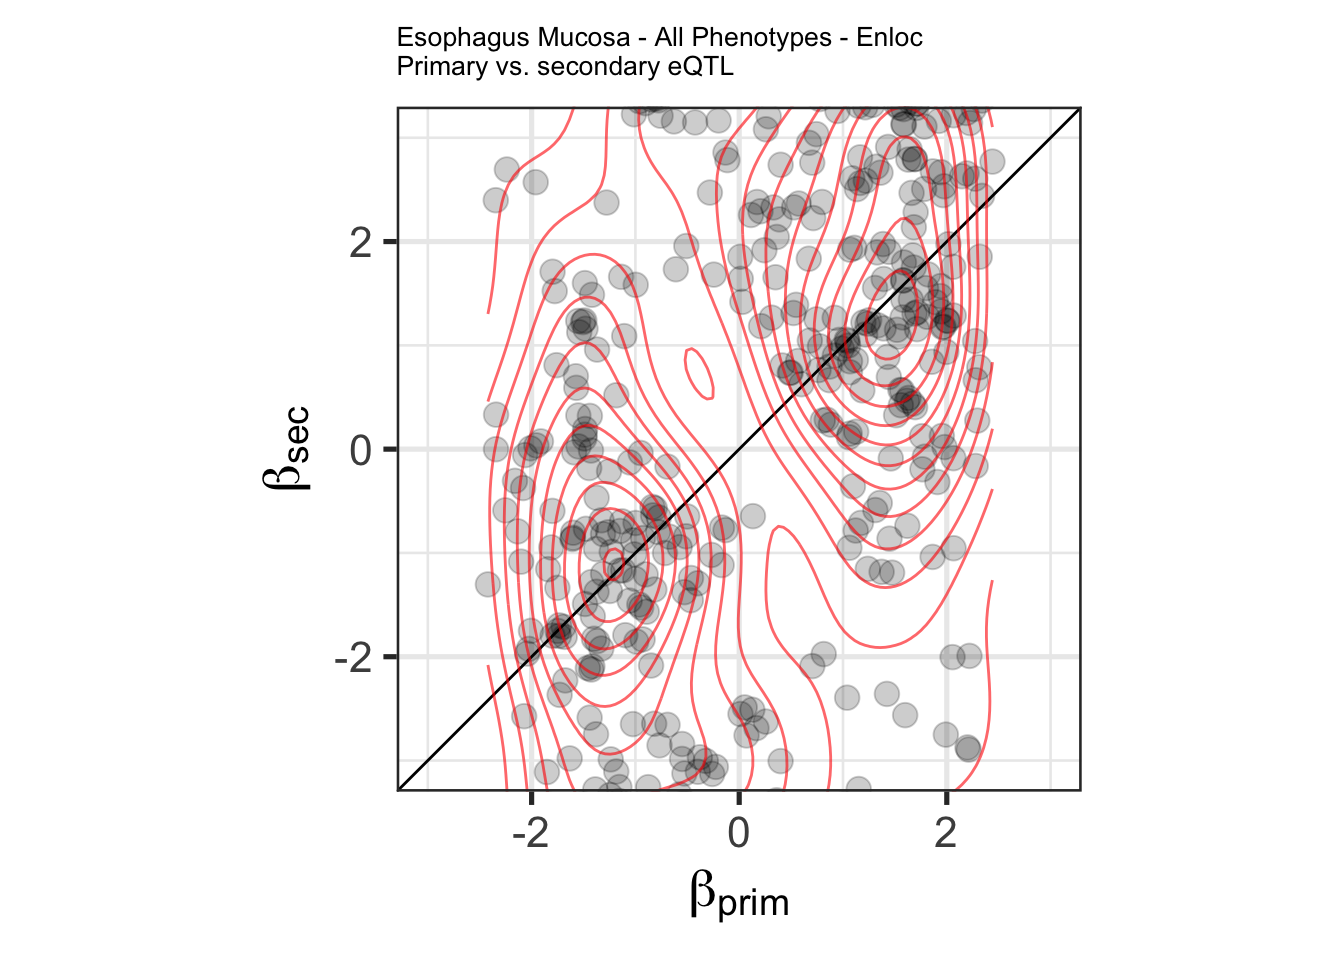 Esophagus Mucosa - All Phenotypes - Enloc
Primary vs. secondary eQTL
2
0
-2
βsec
-2
0
2
βprim